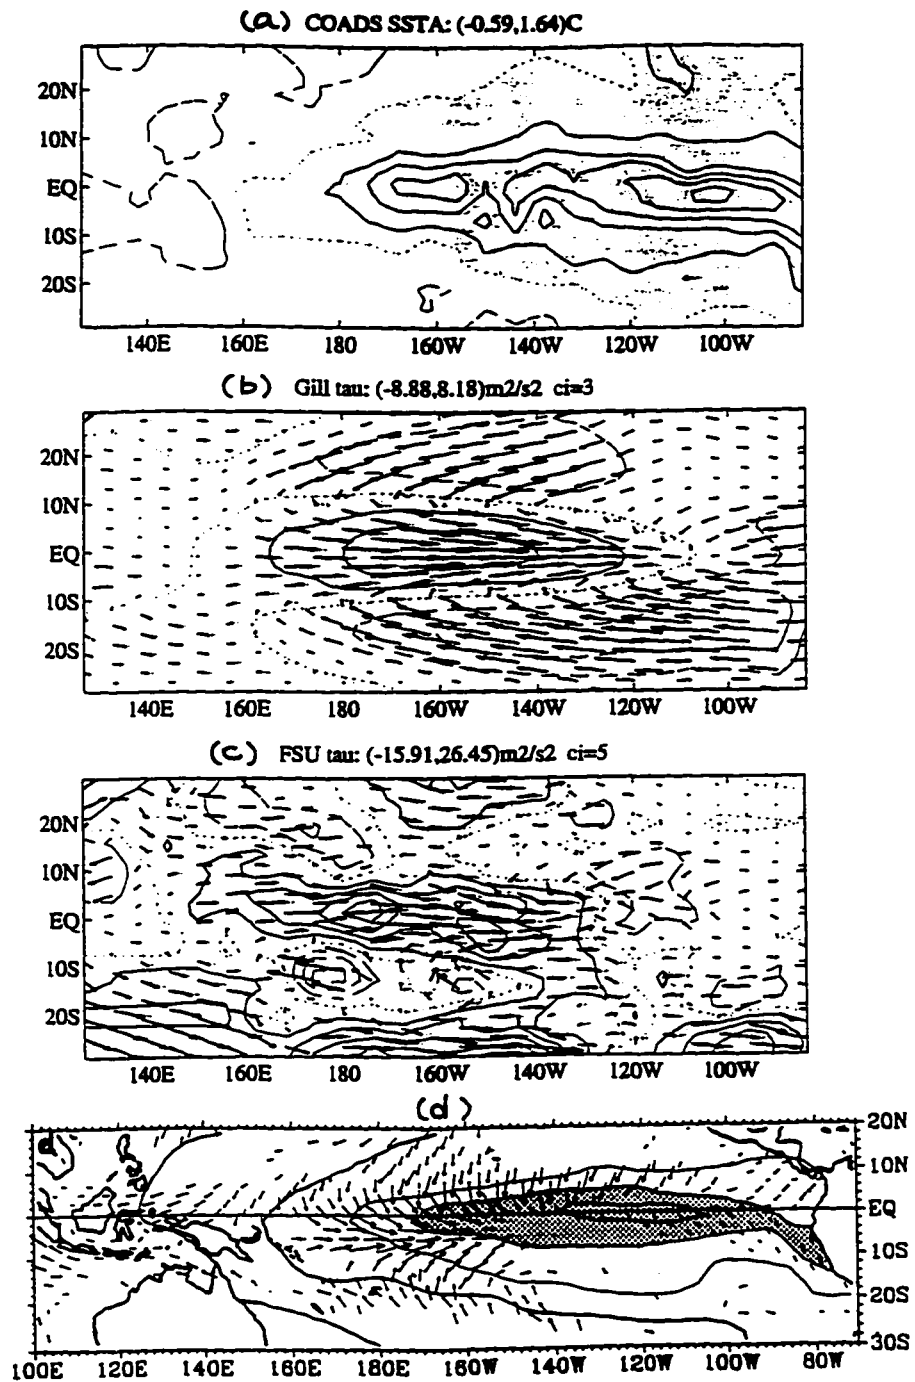 (a) COADS SSTA: (-0.59,1.64)C
20N
10N
EQ
10S
20S
140E 160E 180 160W 140W 120W 100W
(b) Gill tau: (-8.88,8.18)m2/s2 ci=3
20N
10N
EQ
10S
20S
140E 160E 180 160W 140W 120W 100W
(c) FSU tau: (-15.91,26.45)m2/s2 ci=5
20N
10N
EQ
10S
20S
140E 160E 180 160W 140W 120W 100W
(d)
20N
10N
EQ
10S
20S
30S
100E 120E 140E 160E 180E 160W 140W 120W 100W 80W